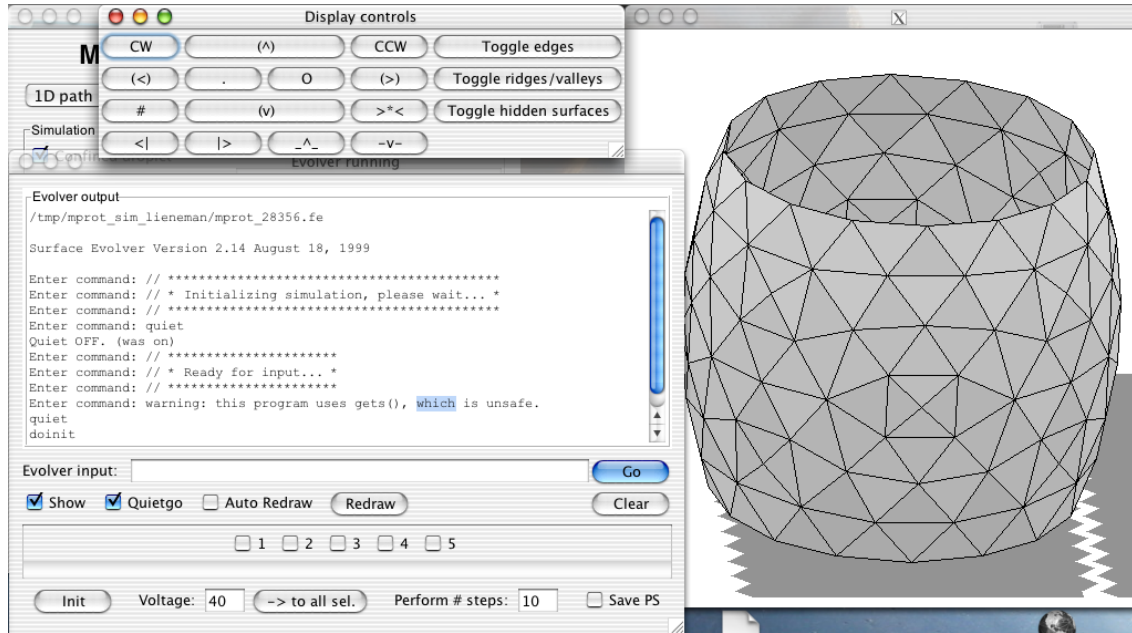 Display controls
X
CW (^) CCW Toggle edges
M
(<) . O (>) Toggle ridges/valleys
1D path
# (v) >*< Toggle hidden surfaces
Simulation
<| |> _^_ -v-
Confined droplet
Evolver running
Evolver output
/tmp/mprot_sim_lieneman/mprot_28356.fe
Surface Evolver Version 2.14 August 18, 1999
Enter command: // *******************************************
Enter command: // * Initializing simulation, please wait... *
Enter command: // *******************************************
Enter command: quiet
Quiet OFF. (was on)
Enter command: // **********************
Enter command: // * Ready for input... *
Enter command: // **********************
Enter command: warning: this program uses gets(), which is unsafe.
quiet
doinit
Evolver input: Go
Show Quietgo Auto Redraw Redraw Clear
1 2 3 4 5
Init Voltage: 40 -> to all sel. Perform # steps: 10 Save PS